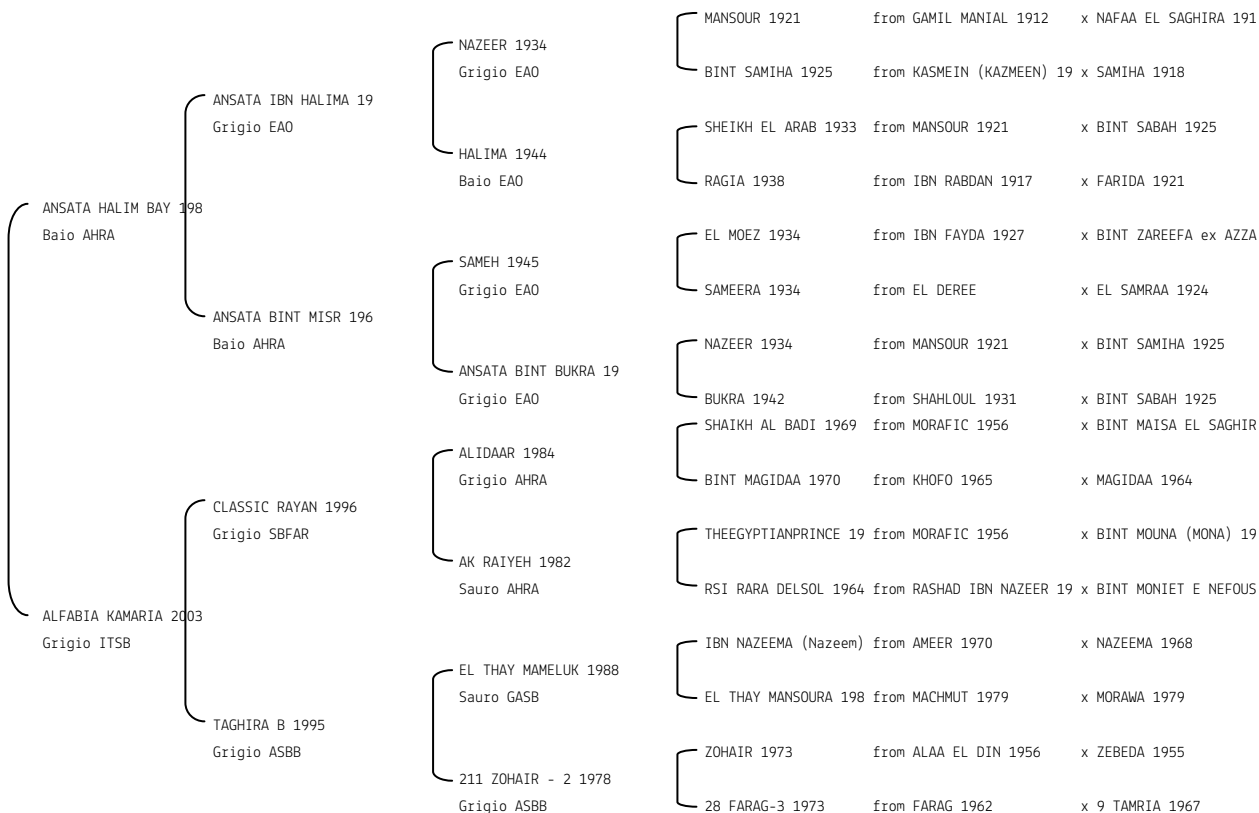 MANSOUR 1921 from GAMIL MANIAL 1912 x NAFAA EL SAGHIRA 191
NAZEER 1934
Grigio EAO
BINT SAMIHA 1925 from KASMEIN (KAZMEEN) 19 x SAMIHA 1918
ANSATA IBN HALIMA 19
Grigio EAO
SHEIKH EL ARAB 1933 from MANSOUR 1921 x BINT SABAH 1925
HALIMA 1944
Baio EAO
RAGIA 1938 from IBN RABDAN 1917 x FARIDA 1921
ANSATA HALIM BAY 198
Baio AHRA
EL MOEZ 1934 from IBN FAYDA 1927 x BINT ZAREEFA ex AZZA
SAMEH 1945
Grigio EAO
SAMEERA 1934 from EL DEREE x EL SAMRAA 1924
ANSATA BINT MISR 196
Baio AHRA
NAZEER 1934 from MANSOUR 1921 x BINT SAMIHA 1925
ANSATA BINT BUKRA 19
Grigio EAO
BUKRA 1942 from SHAHLOUL 1931 x BINT SABAH 1925
SHAIKH AL BADI 1969 from MORAFIC 1956 x BINT MAISA EL SAGHIR
ALIDAAR 1984
Grigio AHRA
BINT MAGIDAA 1970 from KHOFO 1965 x MAGIDAA 1964
CLASSIC RAYAN 1996
Grigio SBFAR
THEEGYPTIANPRINCE 19 from MORAFIC 1956 x BINT MOUNA (MONA) 19
AK RAIYEH 1982
Sauro AHRA
RSI RARA DELSOL 1964 from RASHAD IBN NAZEER 19 x BINT MONIET E NEFOUS
ALFABIA KAMARIA 2003
Grigio ITSB
IBN NAZEEMA (Nazeem) from AMEER 1970 x NAZEEMA 1968
EL THAY MAMELUK 1988
Sauro GASB
EL THAY MANSOURA 198 from MACHMUT 1979 x MORAWA 1979
TAGHIRA B 1995
Grigio ASBB
ZOHAIR 1973 from ALAA EL DIN 1956 x ZEBEDA 1955
211 ZOHAIR - 2 1978
Grigio ASBB
28 FARAG-3 1973 from FARAG 1962 x 9 TAMRIA 1967